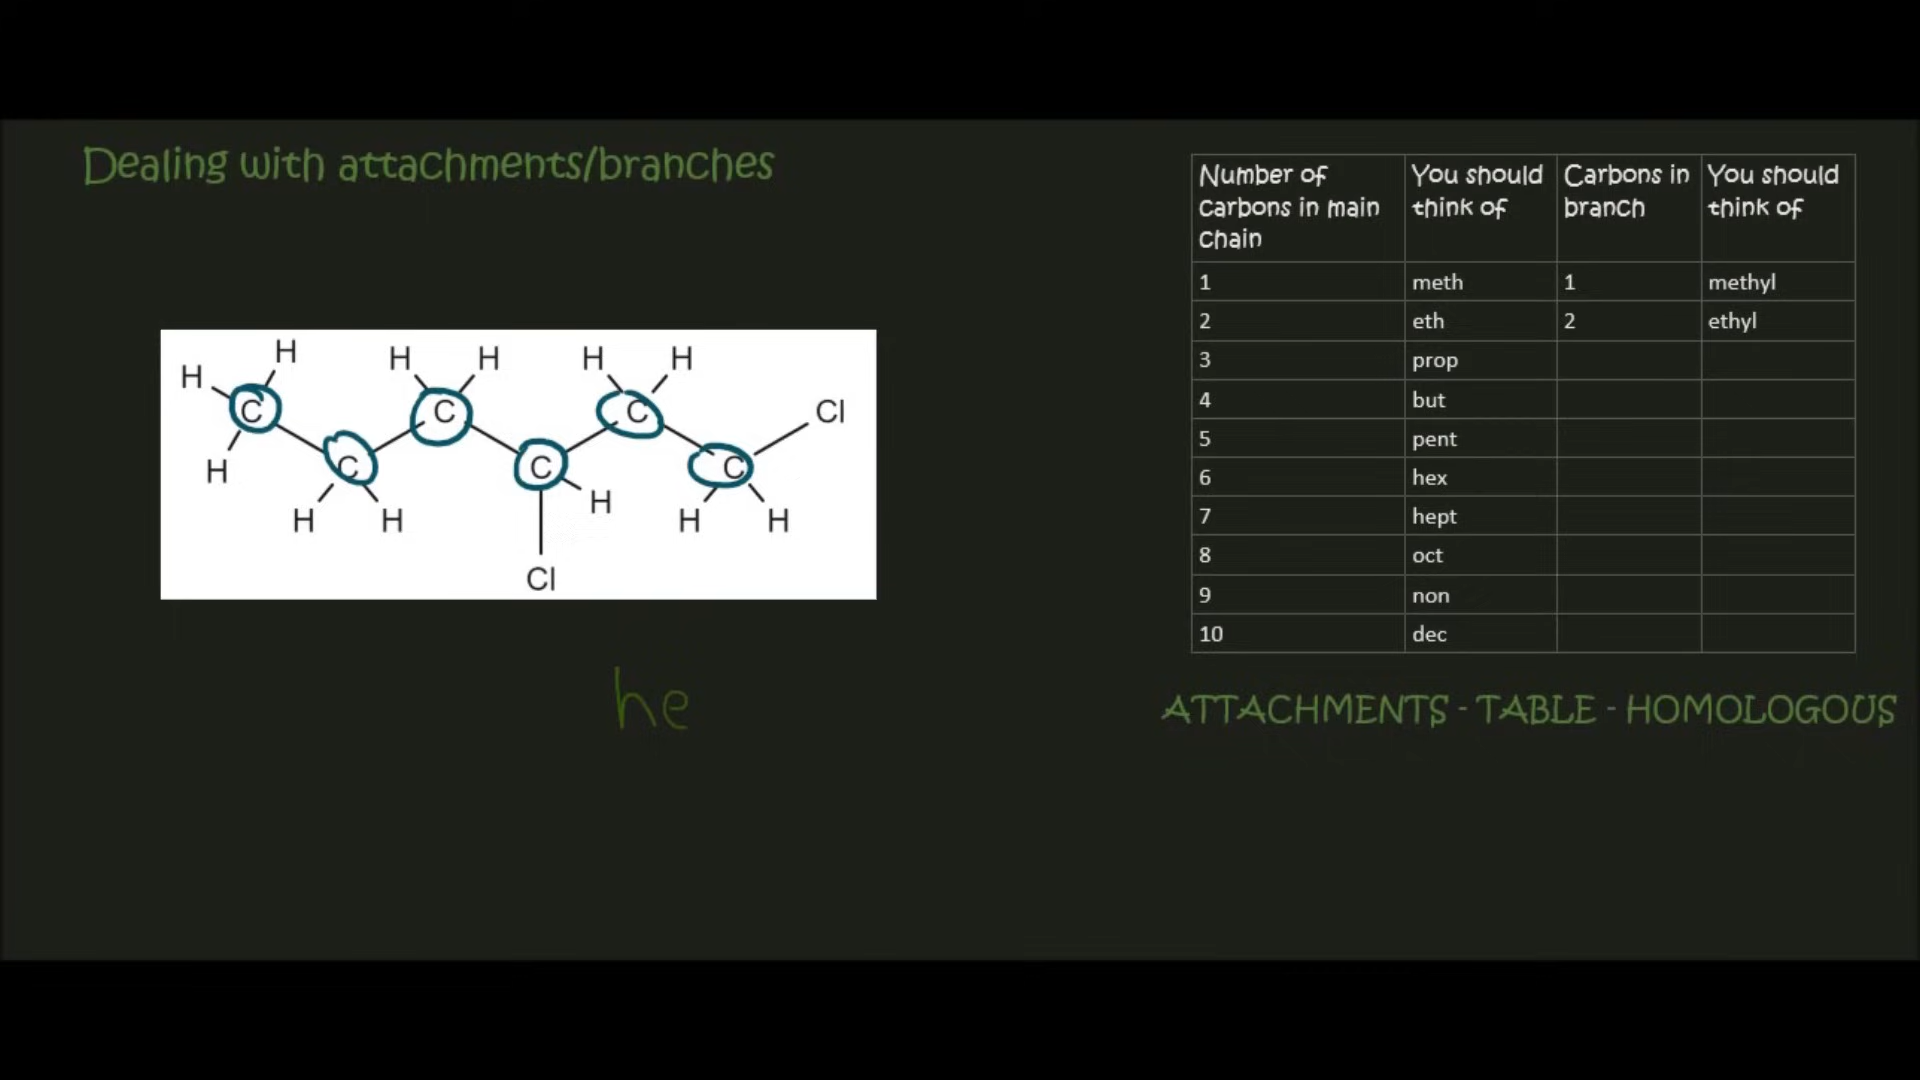 Dealing with attachments/branches
H H H H H H
C C C Cl
H C C C
H H H H H
Cl
he
Number of carbons in main chain You should think of Carbons in branch You should think of
1 meth 1 methyl
2 eth 2 ethyl
3 prop
4 but
5 pent
6 hex
7 hept
8 oct
9 non
10 dec
ATTACHMENTS - TABLE - HOMOLOGOUS